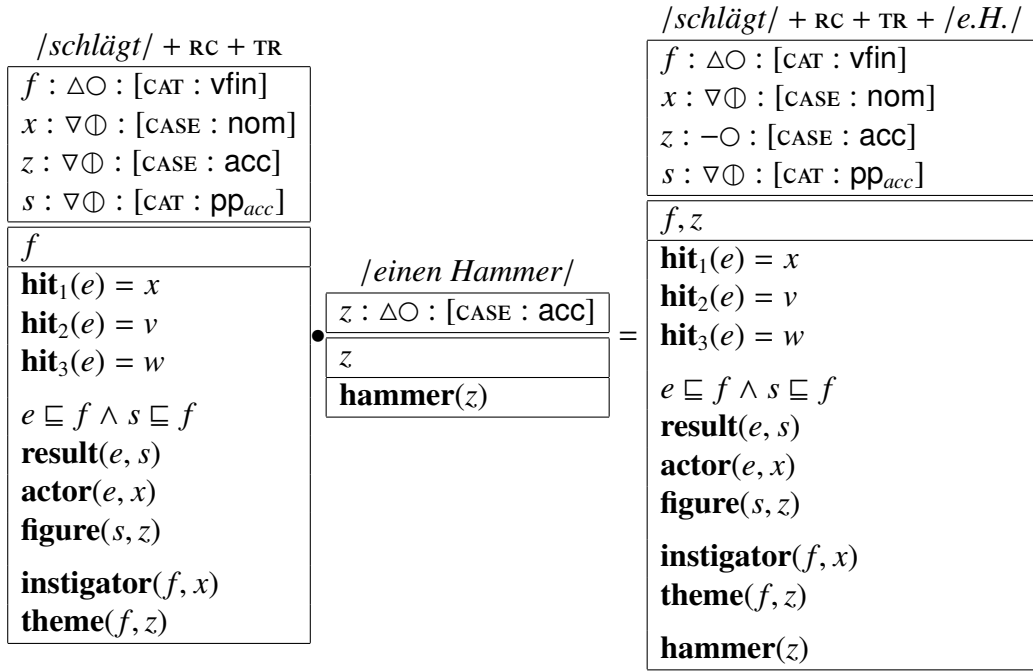 /schlägt/ + RC + TR
f : △○ : [CAT : vfin]
x : ▽⦶ : [CASE : nom]
z : ▽⦶ : [CASE : acc]
s : ▽⦶ : [CAT : pp_acc]
f
hit₁(e) = x
hit₂(e) = v
hit₃(e) = w
e ⊑ f ∧ s ⊑ f
result(e, s)
actor(e, x)
figure(s, z)
instigator(f, x)
theme(f, z)
•
/einen Hammer/
z : △○ : [CASE : acc]
z
hammer(z)
=
/schlägt/ + RC + TR + /e.H./
f : △○ : [CAT : vfin]
x : ▽⦶ : [CASE : nom]
z : −○ : [CASE : acc]
s : ▽⦶ : [CAT : pp_acc]
f, z
hit₁(e) = x
hit₂(e) = v
hit₃(e) = w
e ⊑ f ∧ s ⊑ f
result(e, s)
actor(e, x)
figure(s, z)
instigator(f, x)
theme(f, z)
hammer(z)